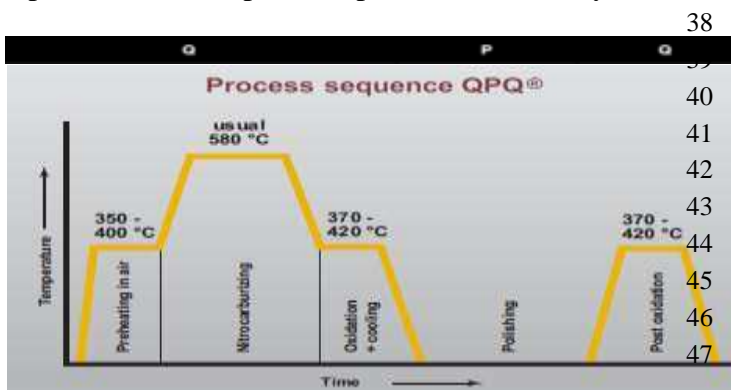 38
Q P Q
39
Process sequence QPQ®
40
usual
580 °C
41
42
350 -
400 °C
370 -
420 °C
370 -
420 °C
43
44
Temperature
Preheating in air
Nitrocarburizing
Oxidation
+ cooling
Polishing
Post oxidation
45
46
47
Time